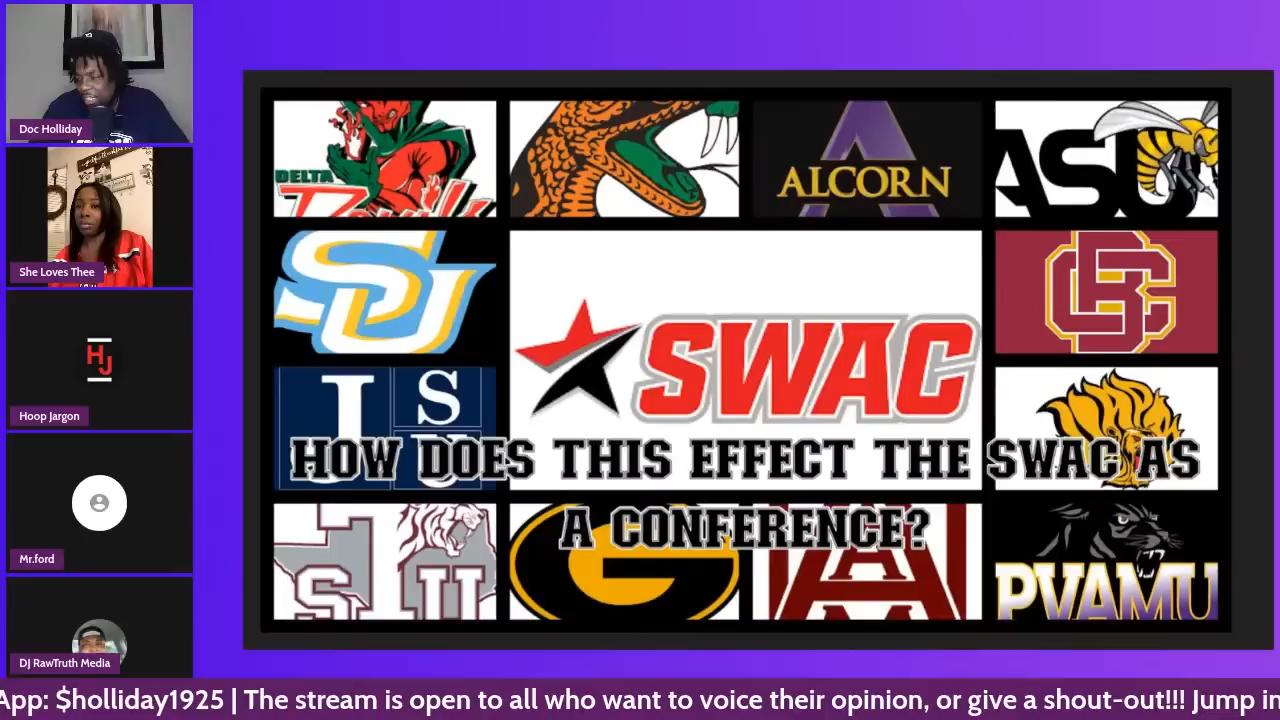 Doc Holliday
She Loves Thee
HJ
Hoop Jargon
Mr.ford
DJ RawTruth Media
DELTA
Devils
ALCORN
ASU
SU
BC
SWAC
J S
U
HOW DOES THIS EFFECT THE SWAC AS
A CONFERENCE?
UAPB
T
S U
G
A
M
PVAMU
App: $holliday1925 | The stream is open to all who want to voice their opinion, or give a shout-out!!! Jump in